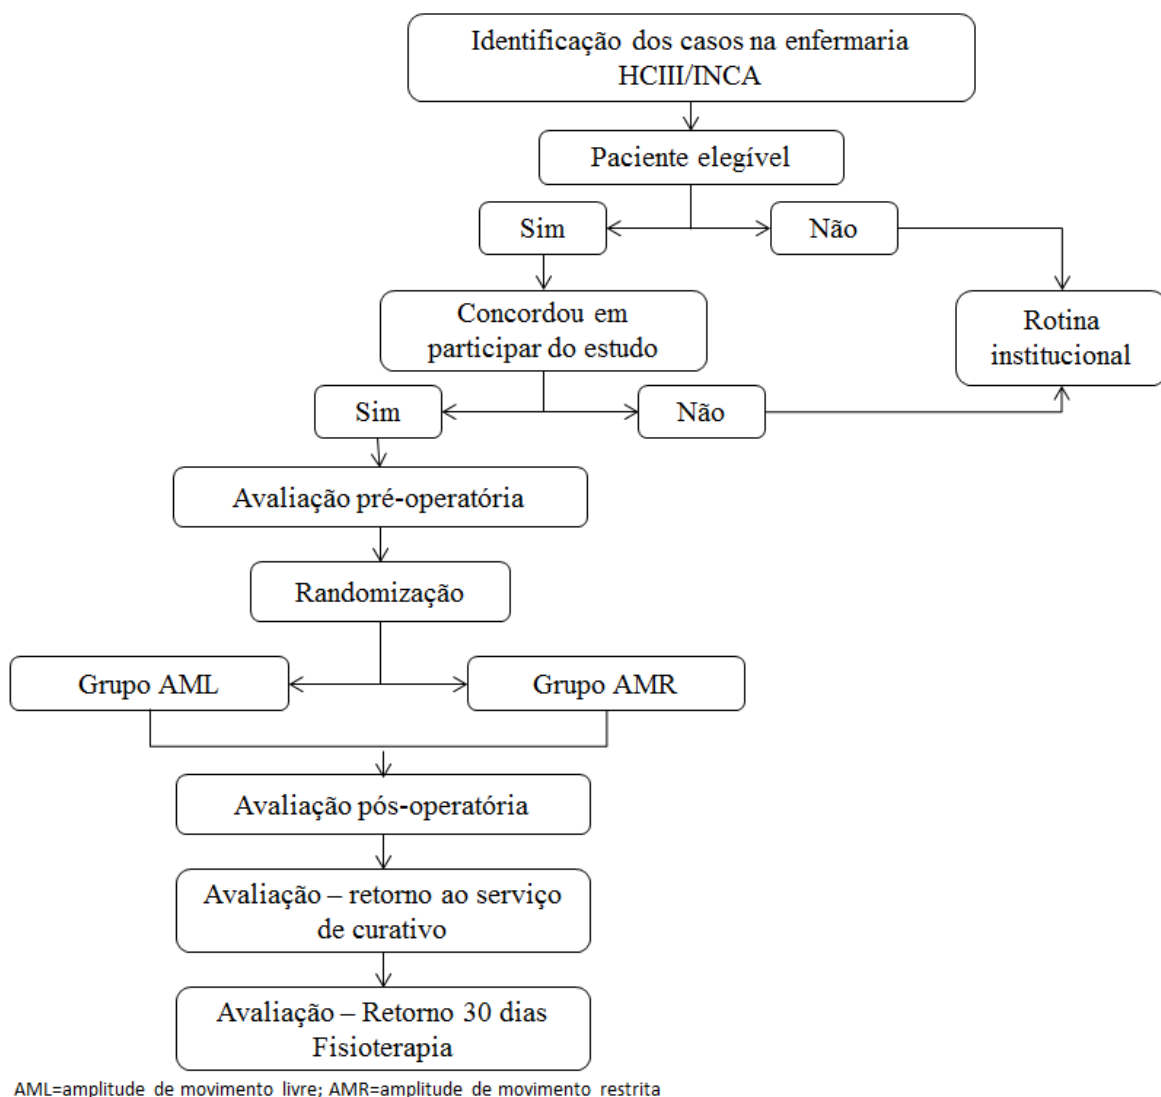 Identificação dos casos na enfermaria
HCIII/INCA
Paciente elegível
Sim
Não
Concordou em
participar do estudo
Rotina
institucional
Sim
Não
Avaliação pré-operatória
Randomização
Grupo AML
Grupo AMR
Avaliação pós-operatória
Avaliação – retorno ao serviço
de curativo
Avaliação – Retorno 30 dias
Fisioterapia
AML=amplitude de movimento livre; AMR=amplitude de movimento restrita